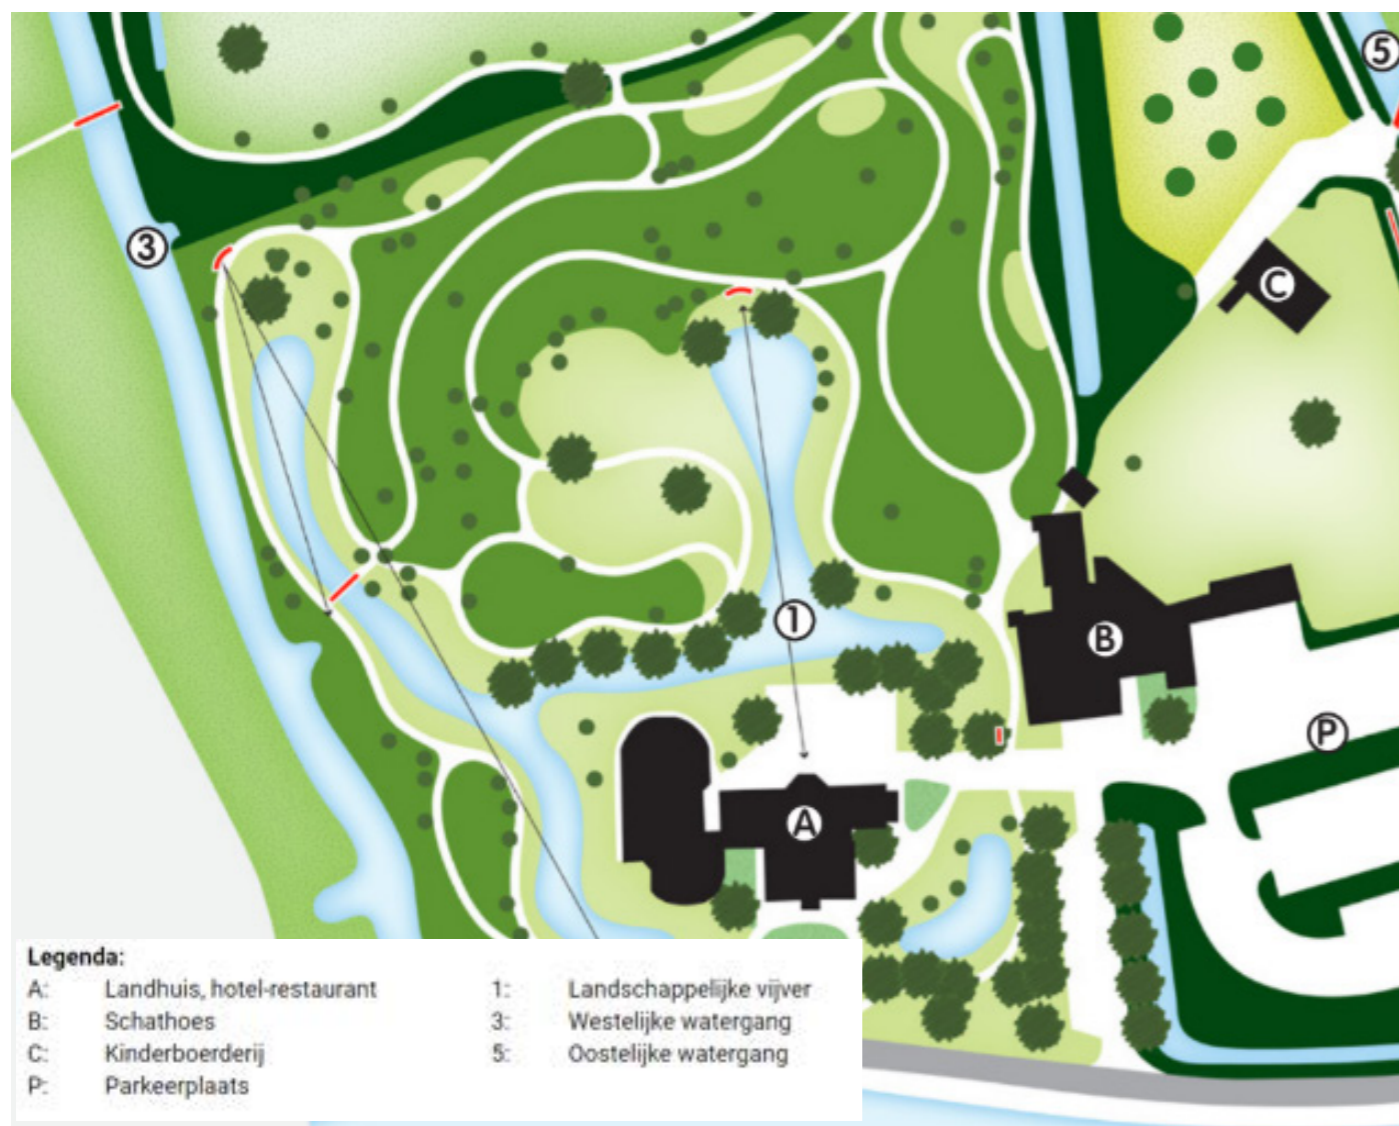 5
3
C
1
B
P
A
Legenda:
A: Landhuis, hotel-restaurant
B: Schathoes
C: Kinderboerderij
P: Parkeerplaats
1: Landschappelijke vijver
3: Westelijke watergang
5: Oostelijke watergang